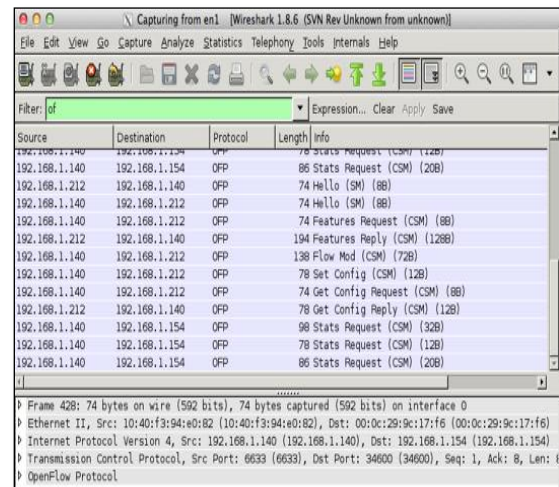 Capturing from en1 [Wireshark 1.8.6 (SVN Rev Unknown from unknown)]
File Edit View Go Capture Analyze Statistics Telephony Tools Internals Help
Filter: of Expression... Clear Apply Save
Source Destination Protocol Length Info
192.168.1.140 192.168.1.154 OFP 78 Stats Request (CSM) (12B)
192.168.1.140 192.168.1.154 OFP 86 Stats Request (CSM) (20B)
192.168.1.212 192.168.1.140 OFP 74 Hello (SM) (8B)
192.168.1.140 192.168.1.212 OFP 74 Hello (SM) (8B)
192.168.1.140 192.168.1.212 OFP 74 Features Request (CSM) (8B)
192.168.1.212 192.168.1.140 OFP 194 Features Reply (CSM) (128B)
192.168.1.140 192.168.1.212 OFP 138 Flow Mod (CSM) (72B)
192.168.1.140 192.168.1.212 OFP 78 Set Config (CSM) (12B)
192.168.1.140 192.168.1.212 OFP 74 Get Config Request (CSM) (8B)
192.168.1.212 192.168.1.140 OFP 78 Get Config Reply (CSM) (12B)
192.168.1.140 192.168.1.154 OFP 98 Stats Request (CSM) (32B)
192.168.1.140 192.168.1.154 OFP 78 Stats Request (CSM) (12B)
192.168.1.140 192.168.1.154 OFP 86 Stats Request (CSM) (20B)
Frame 428: 74 bytes on wire (592 bits), 74 bytes captured (592 bits) on interface 0
Ethernet II, Src: 10:40:f3:94:e0:82 (10:40:f3:94:e0:82), Dst: 00:0c:29:9c:17:f6 (00:0c:29:9c:17:f6)
Internet Protocol Version 4, Src: 192.168.1.140 (192.168.1.140), Dst: 192.168.1.154 (192.168.1.154)
Transmission Control Protocol, Src Port: 6633 (6633), Dst Port: 34600 (34600), Seq: 1, Ack: 8, Len: 8
OpenFlow Protocol